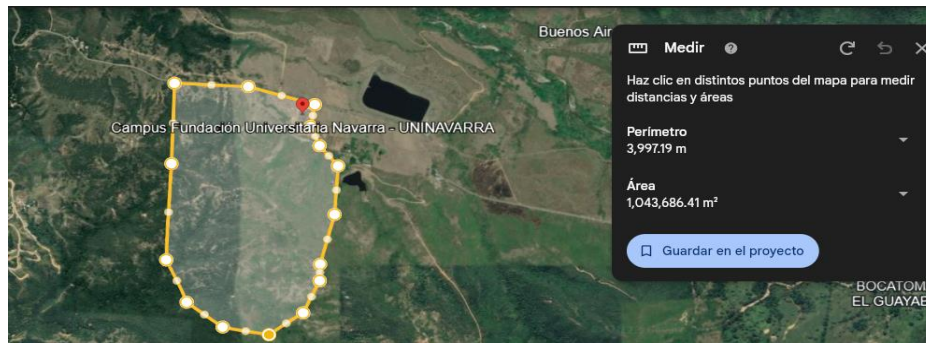 Buenos Air
Medir
Haz clic en distintos puntos del mapa para medir
distancias y áreas
Campus Fundación Universitaria Navarra - UNINAVARRA
Perímetro
3,997.19 m
Área
1,043,686.41 m²
Guardar en el proyecto
BOCATOM
EL GUAYAB